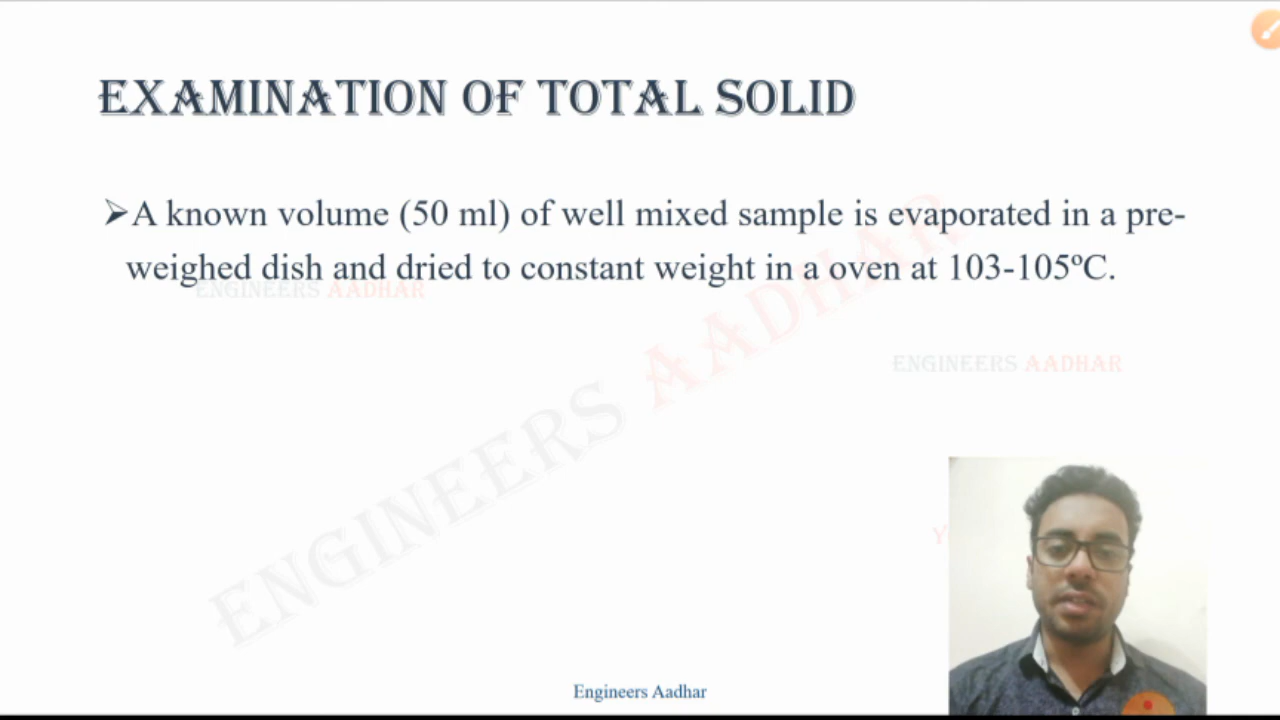 EXAMINATION OF TOTAL SOLID
➢A known volume (50 ml) of well mixed sample is evaporated in a pre-
weighed dish and dried to constant weight in a oven at 103-105ºC.
ENGINEERS AADHAR
ENGINEERS AADHAR
ENGINEERS AADHAR
Engineers Aadhar